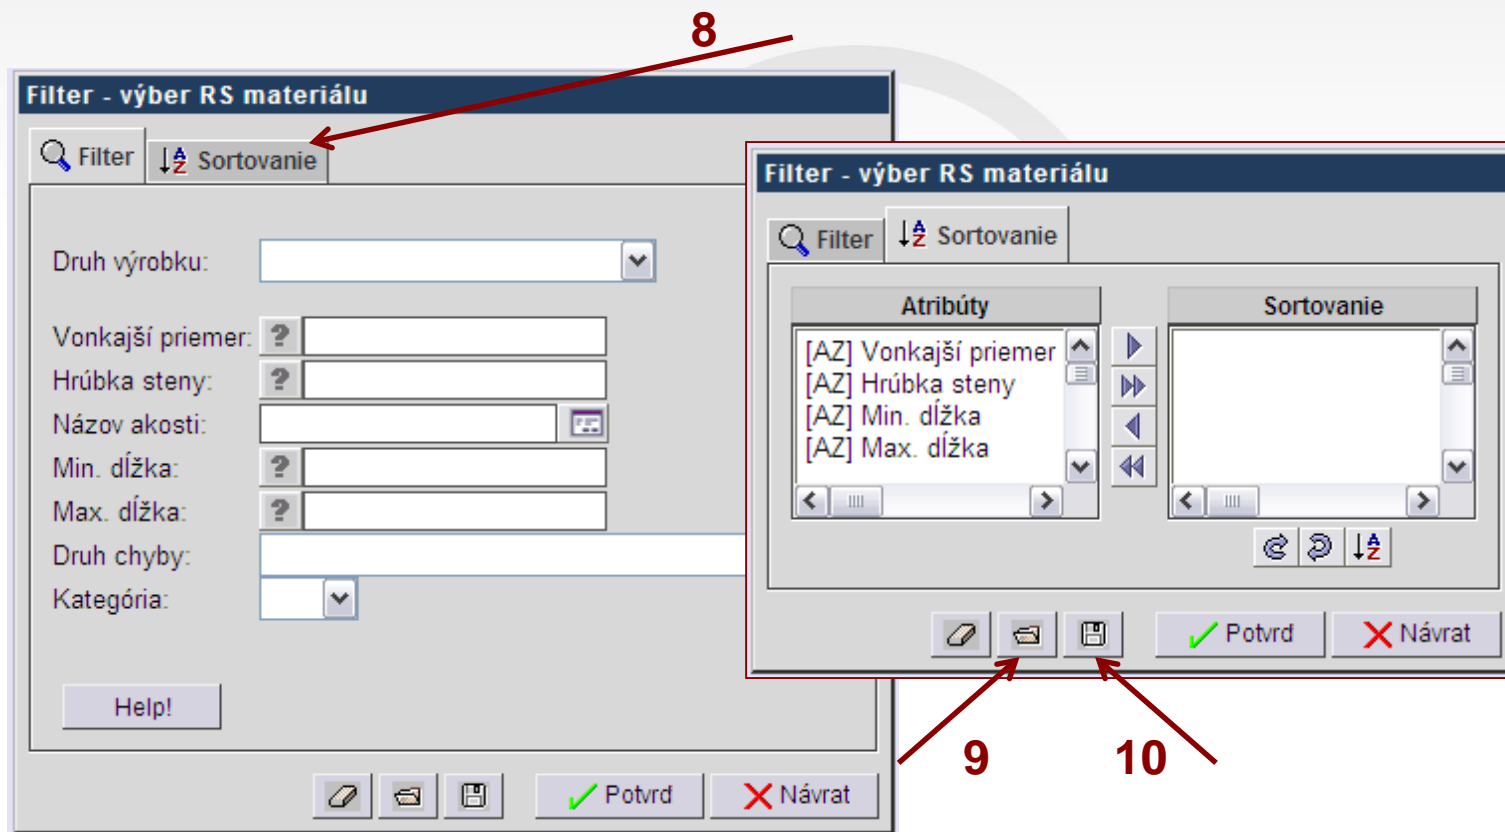 8
Filter - výber RS materiálu
Filter
Sortovanie
Druh výrobku:
Vonkajší priemer:
?
Hrúbka steny:
?
Názov akosti:
Min. dĺžka:
?
Max. dĺžka:
?
Druh chyby:
Kategória:
Help!
Potvrd
Návrat
Filter - výber RS materiálu
Filter
Sortovanie
Atribúty
[AZ] Vonkajší priemer
[AZ] Hrúbka steny
[AZ] Min. dĺžka
[AZ] Max. dĺžka
Sortovanie
Potvrd
Návrat
9
10